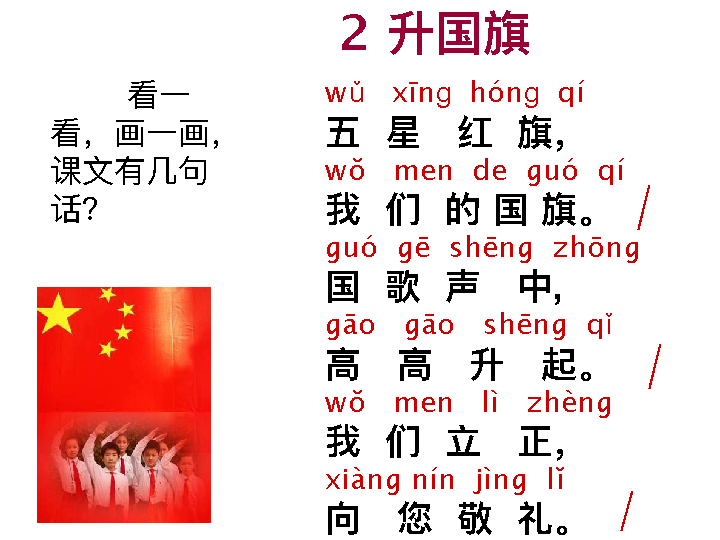 2 升国旗
看一
看，画一画，
课文有几句
话？
wǔ xīng hóng qí
五 星 红 旗，
wǒ men de guó qí
我 们 的 国 旗。/
guó gē shēng zhōng
国 歌 声 中，
gāo gāo shēng qǐ
高 高 升 起。/
wǒ men lì zhèng
我 们 立 正，
xiàng nín jìng lǐ
向 您 敬 礼。/